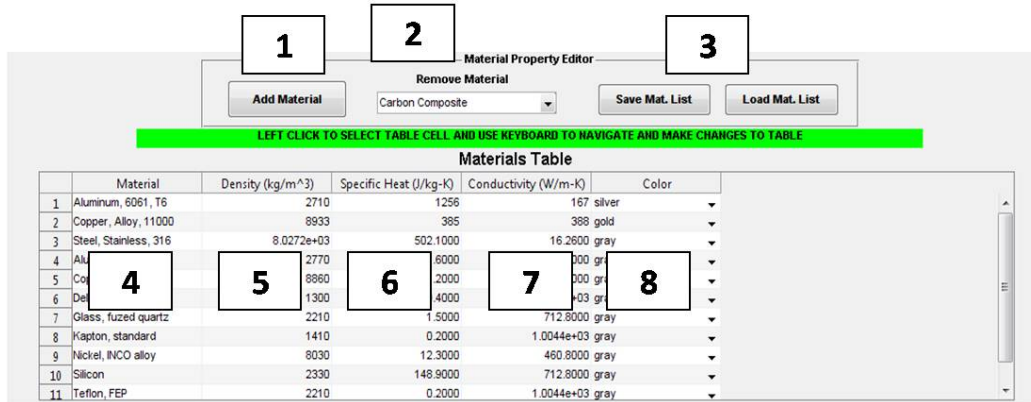 1
2
3
Material Property Editor
Remove Material
Add Material
Carbon Composite
Save Mat. List
Load Mat. List
LEFT CLICK TO SELECT TABLE CELL AND USE KEYBOARD TO NAVIGATE AND MAKE CHANGES TO TABLE
Materials Table
Material Density (kg/m^3) Specific Heat (J/kg-K) Conductivity (W/m-K) Color
1 Aluminum, 6061, T6 2710 1256 167 silver
2 Copper, Alloy, 11000 8933 385 388 gold
3 Steel, Stainless, 316 8.0272e+03 502.1000 16.2600 gray
4 2770 .6000
5 8860 .2000
6 1300 .4000
4 5 6 7 8
7 Glass, fuzed quartz 2210 1.5000 712.8000 gray
8 Kapton, standard 1410 0.2000 1.0044e+03 gray
9 Nickel, INCO alloy 8030 12.3000 460.8000 gray
10 Silicon 2330 148.9000 712.8000 gray
11 Teflon, FEP 2210 0.2000 1.0044e+03 gray